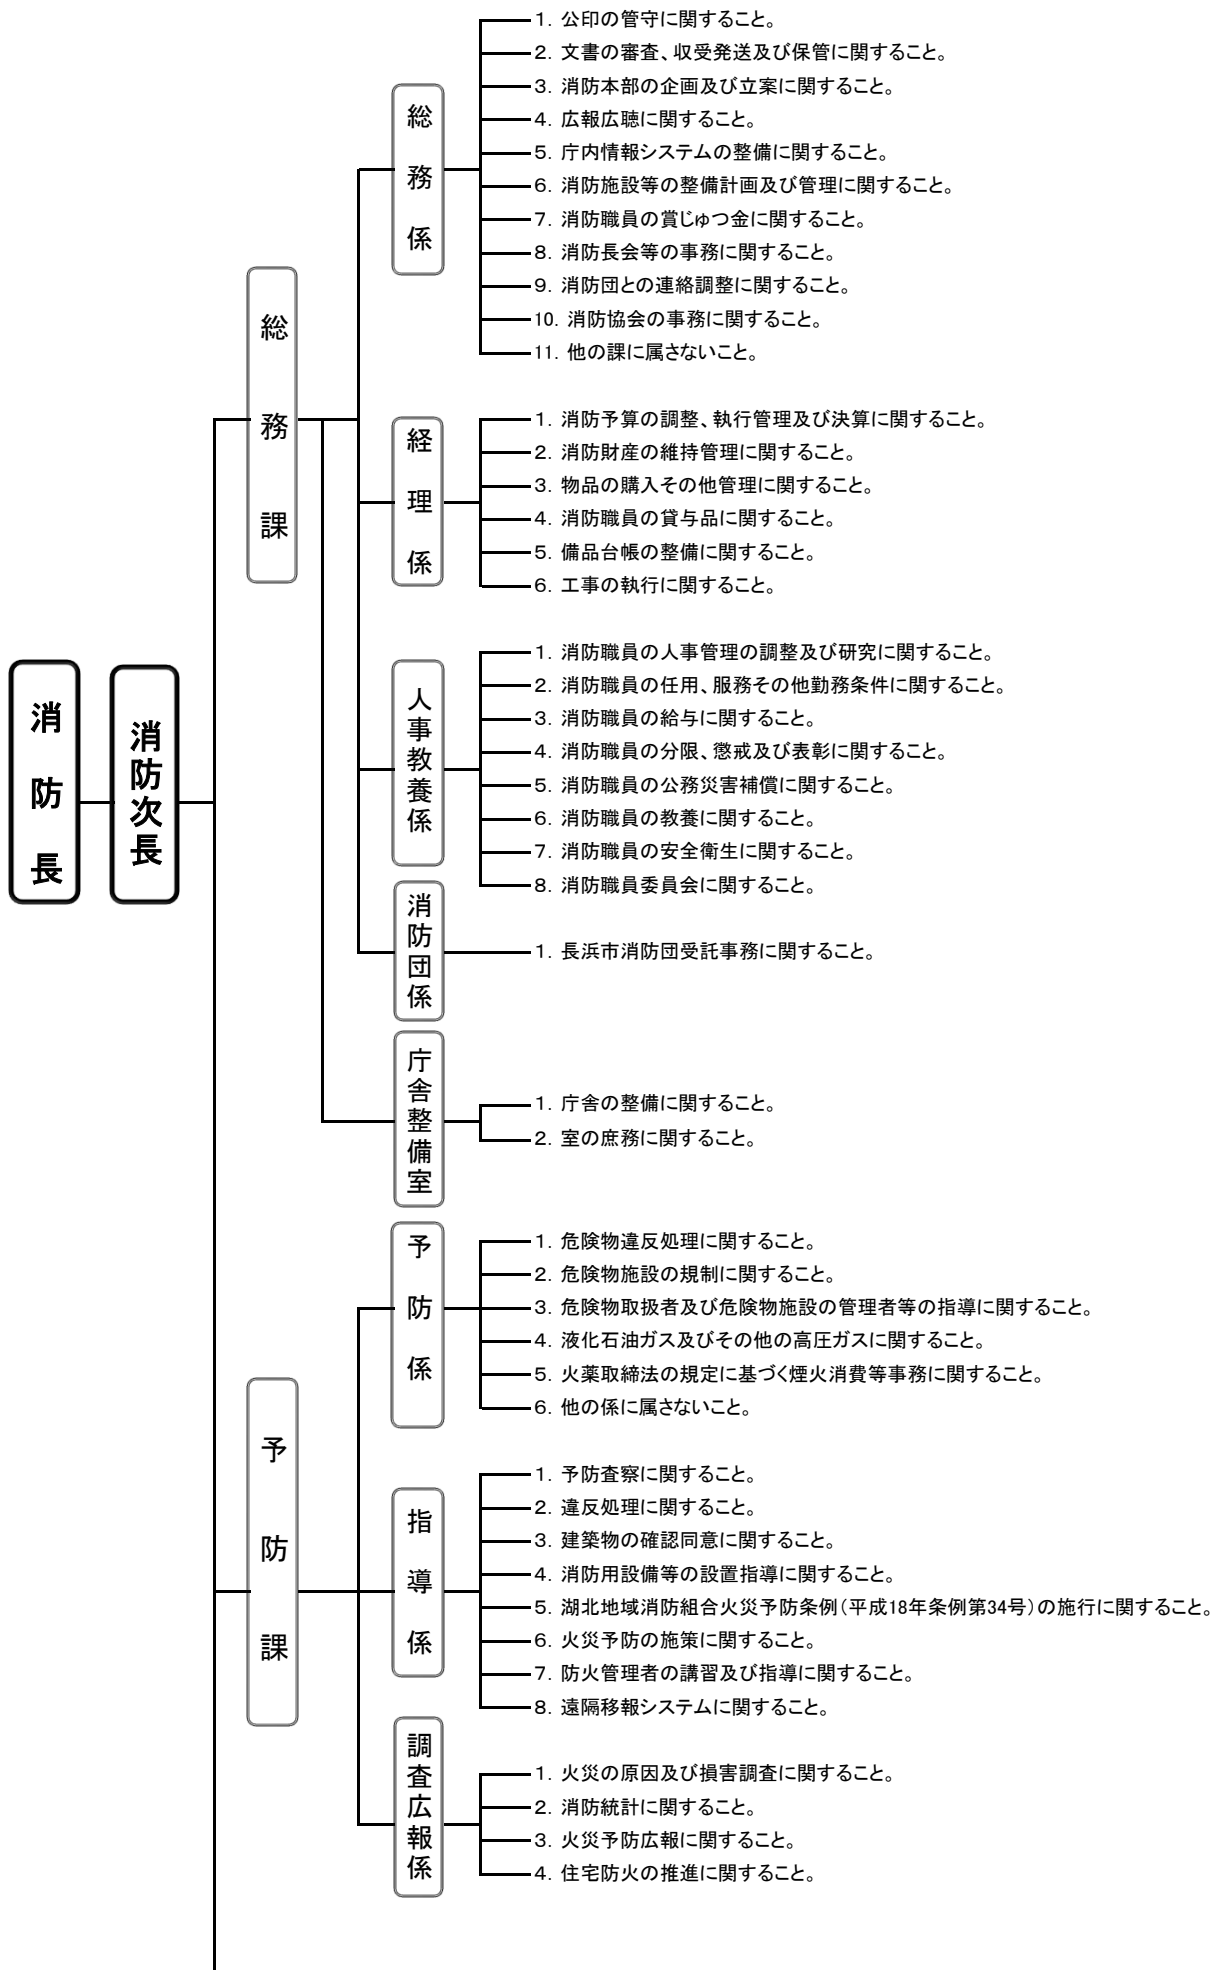 消防長
消防次長
総務課
総務係
1．公印の管守に関すること。
2．文書の審査、収受発送及び保管に関すること。
3．消防本部の企画及び立案に関すること。
4．広報広聴に関すること。
5．庁内情報システムの整備に関すること。
6．消防施設等の整備計画及び管理に関すること。
7．消防職員の賞じゅつ金に関すること。
8．消防長会等の事務に関すること。
9．消防団との連絡調整に関すること。
10．消防協会の事務に関すること。
11．他の課に属さないこと。
経理係
1．消防予算の調整、執行管理及び決算に関すること。
2．消防財産の維持管理に関すること。
3．物品の購入その他管理に関すること。
4．消防職員の貸与品に関すること。
5．備品台帳の整備に関すること。
6．工事の執行に関すること。
人事教養係
1．消防職員の人事管理の調整及び研究に関すること。
2．消防職員の任用、服務その他勤務条件に関すること。
3．消防職員の給与に関すること。
4．消防職員の分限、懲戒及び表彰に関すること。
5．消防職員の公務災害補償に関すること。
6．消防職員の教養に関すること。
7．消防職員の安全衛生に関すること。
8．消防職員委員会に関すること。
消防団係
1．長浜市消防団受託事務に関すること。
庁舎整備室
1．庁舎の整備に関すること。
2．室の庶務に関すること。
予防課
予防係
1．危険物違反処理に関すること。
2．危険物施設の規制に関すること。
3．危険物取扱者及び危険物施設の管理者等の指導に関すること。
4．液化石油ガス及びその他の高圧ガスに関すること。
5．火薬取締法の規定に基づく煙火消費等事務に関すること。
6．他の係に属さないこと。
指導係
1．予防査察に関すること。
2．違反処理に関すること。
3．建築物の確認同意に関すること。
4．消防用設備等の設置指導に関すること。
5．湖北地域消防組合火災予防条例（平成18年条例第34号）の施行に関すること。
6．火災予防の施策に関すること。
7．防火管理者の講習及び指導に関すること。
8．遠隔移報システムに関すること。
調査広報係
1．火災の原因及び損害調査に関すること。
2．消防統計に関すること。
3．火災予防広報に関すること。
4．住宅防火の推進に関すること。